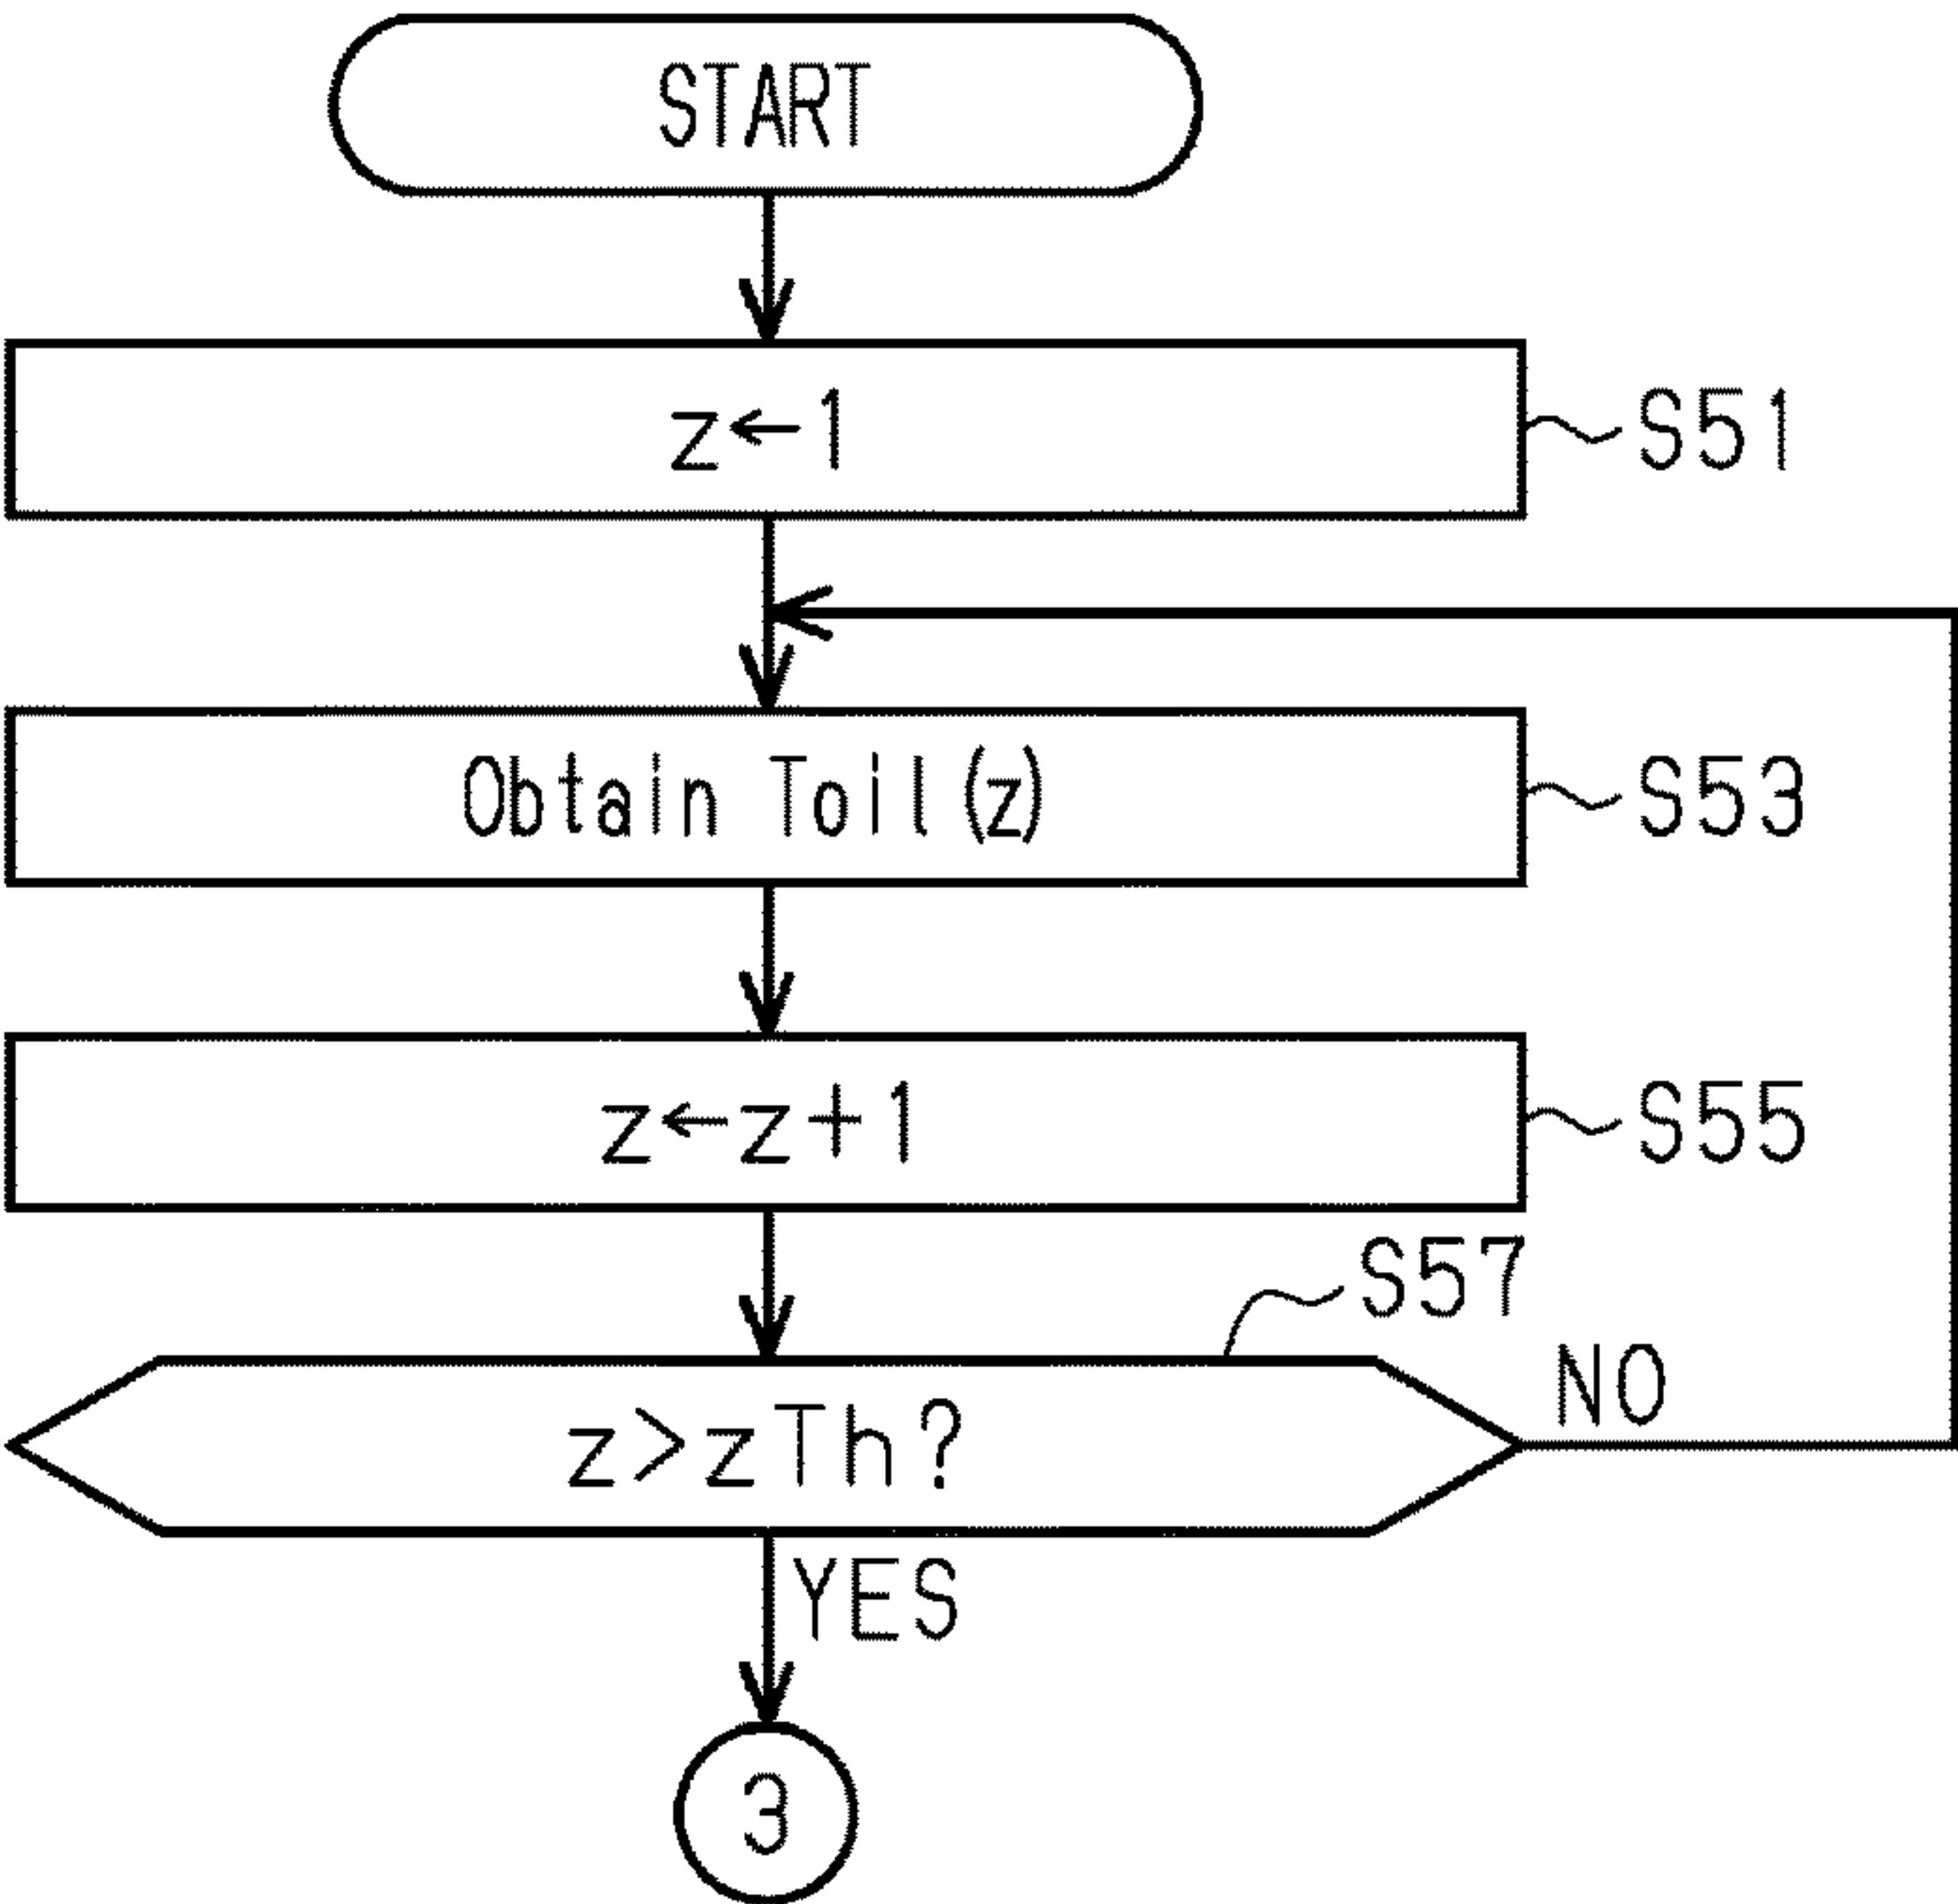 START
z←1
S51
Obtain Toil(z)
S53
z←z+1
S55
S57
z>zTh?
NO
YES
3